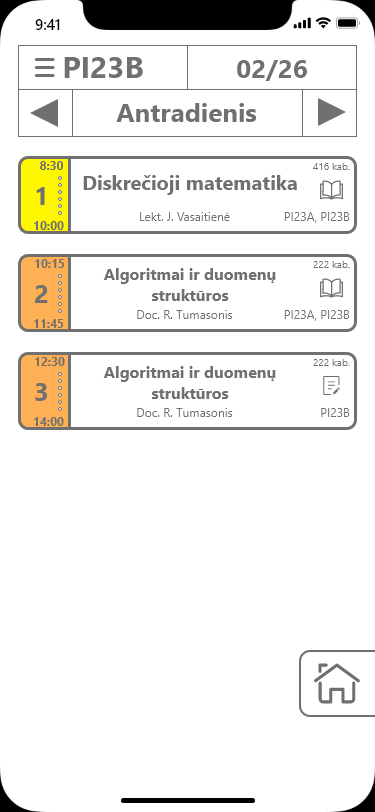 9:41
PI23B
02/26
Antradienis
8:30
416 kab.
1
Diskrečioji matematika
Lekt. J. Vasaitienė
PI23A, PI23B
10:00
10:15
222 kab.
2
Algoritmai ir duomenų
struktūros
Doc. R. Tumasonis
PI23A, PI23B
11:45
12:30
222 kab.
3
Algoritmai ir duomenų
struktūros
Doc. R. Tumasonis
PI23B
14:00